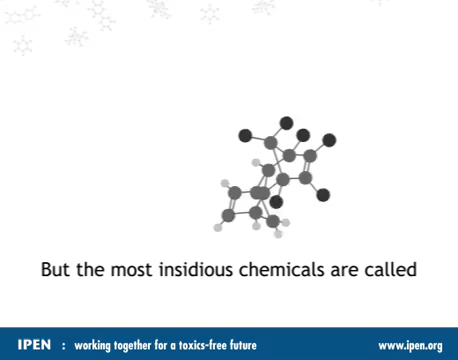 But the most insidious chemicals are called
IPEN : working together for a toxics-free future www.ipen.org